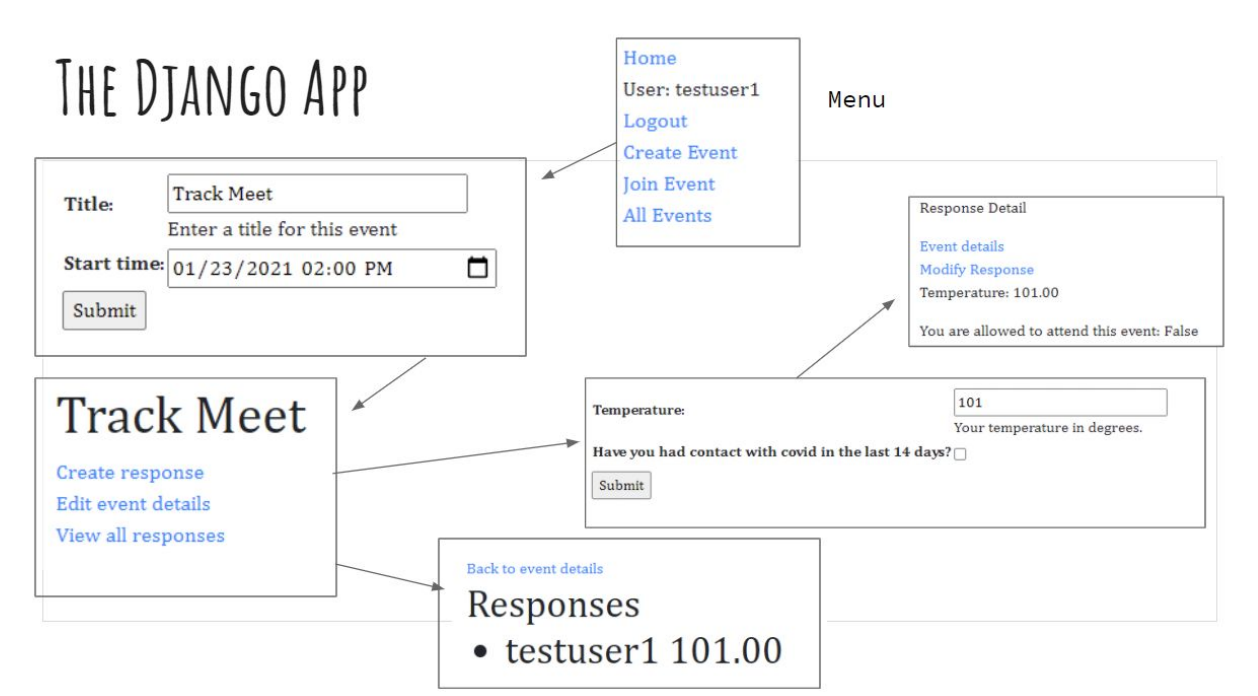 THE DJANGO APP
Home
User: testuser1
Logout
Create Event
Join Event
All Events
Menu
Title:
Track Meet
Enter a title for this event
Start time:
01/23/2021 02:00 PM
Submit
Response Detail
Event details
Modify Response
Temperature: 101.00
You are allowed to attend this event: False
Track Meet
Create response
Edit event details
View all responses
Temperature:
101
Your temperature in degrees.
Have you had contact with covid in the last 14 days?
Submit
Back to event details
Responses
• testuser1 101.00